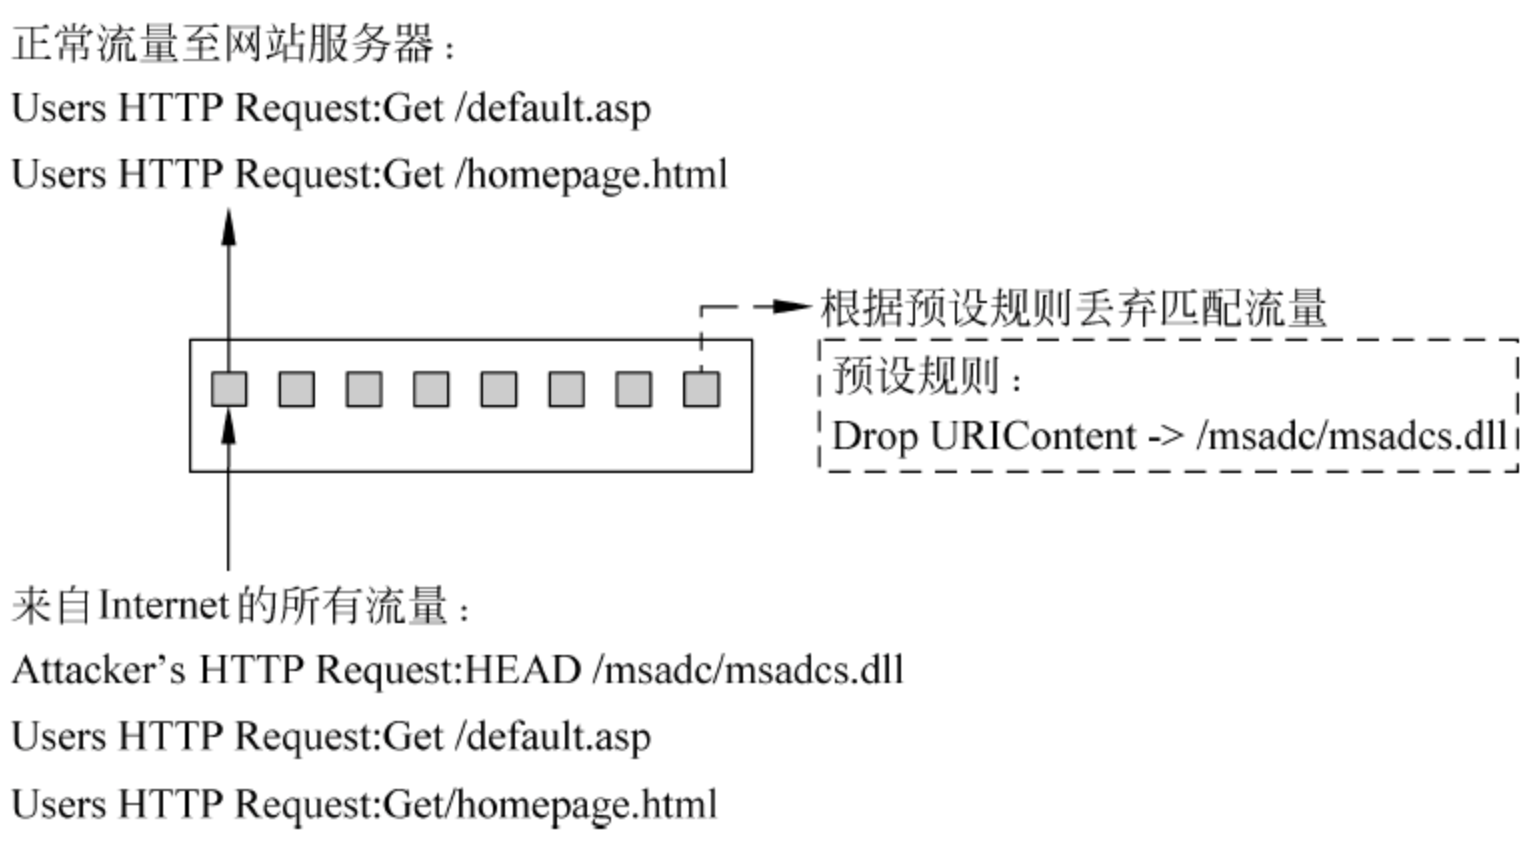 正常流量至网站服务器：
Users HTTP Request:Get /default.asp
Users HTTP Request:Get /homepage.html
根据预设规则丢弃匹配流量
预设规则：
Drop URIContent -> /msadc/msadcs.dll
来自Internet的所有流量：
Attacker’s HTTP Request:HEAD /msadc/msadcs.dll
Users HTTP Request:Get /default.asp
Users HTTP Request:Get/homepage.html